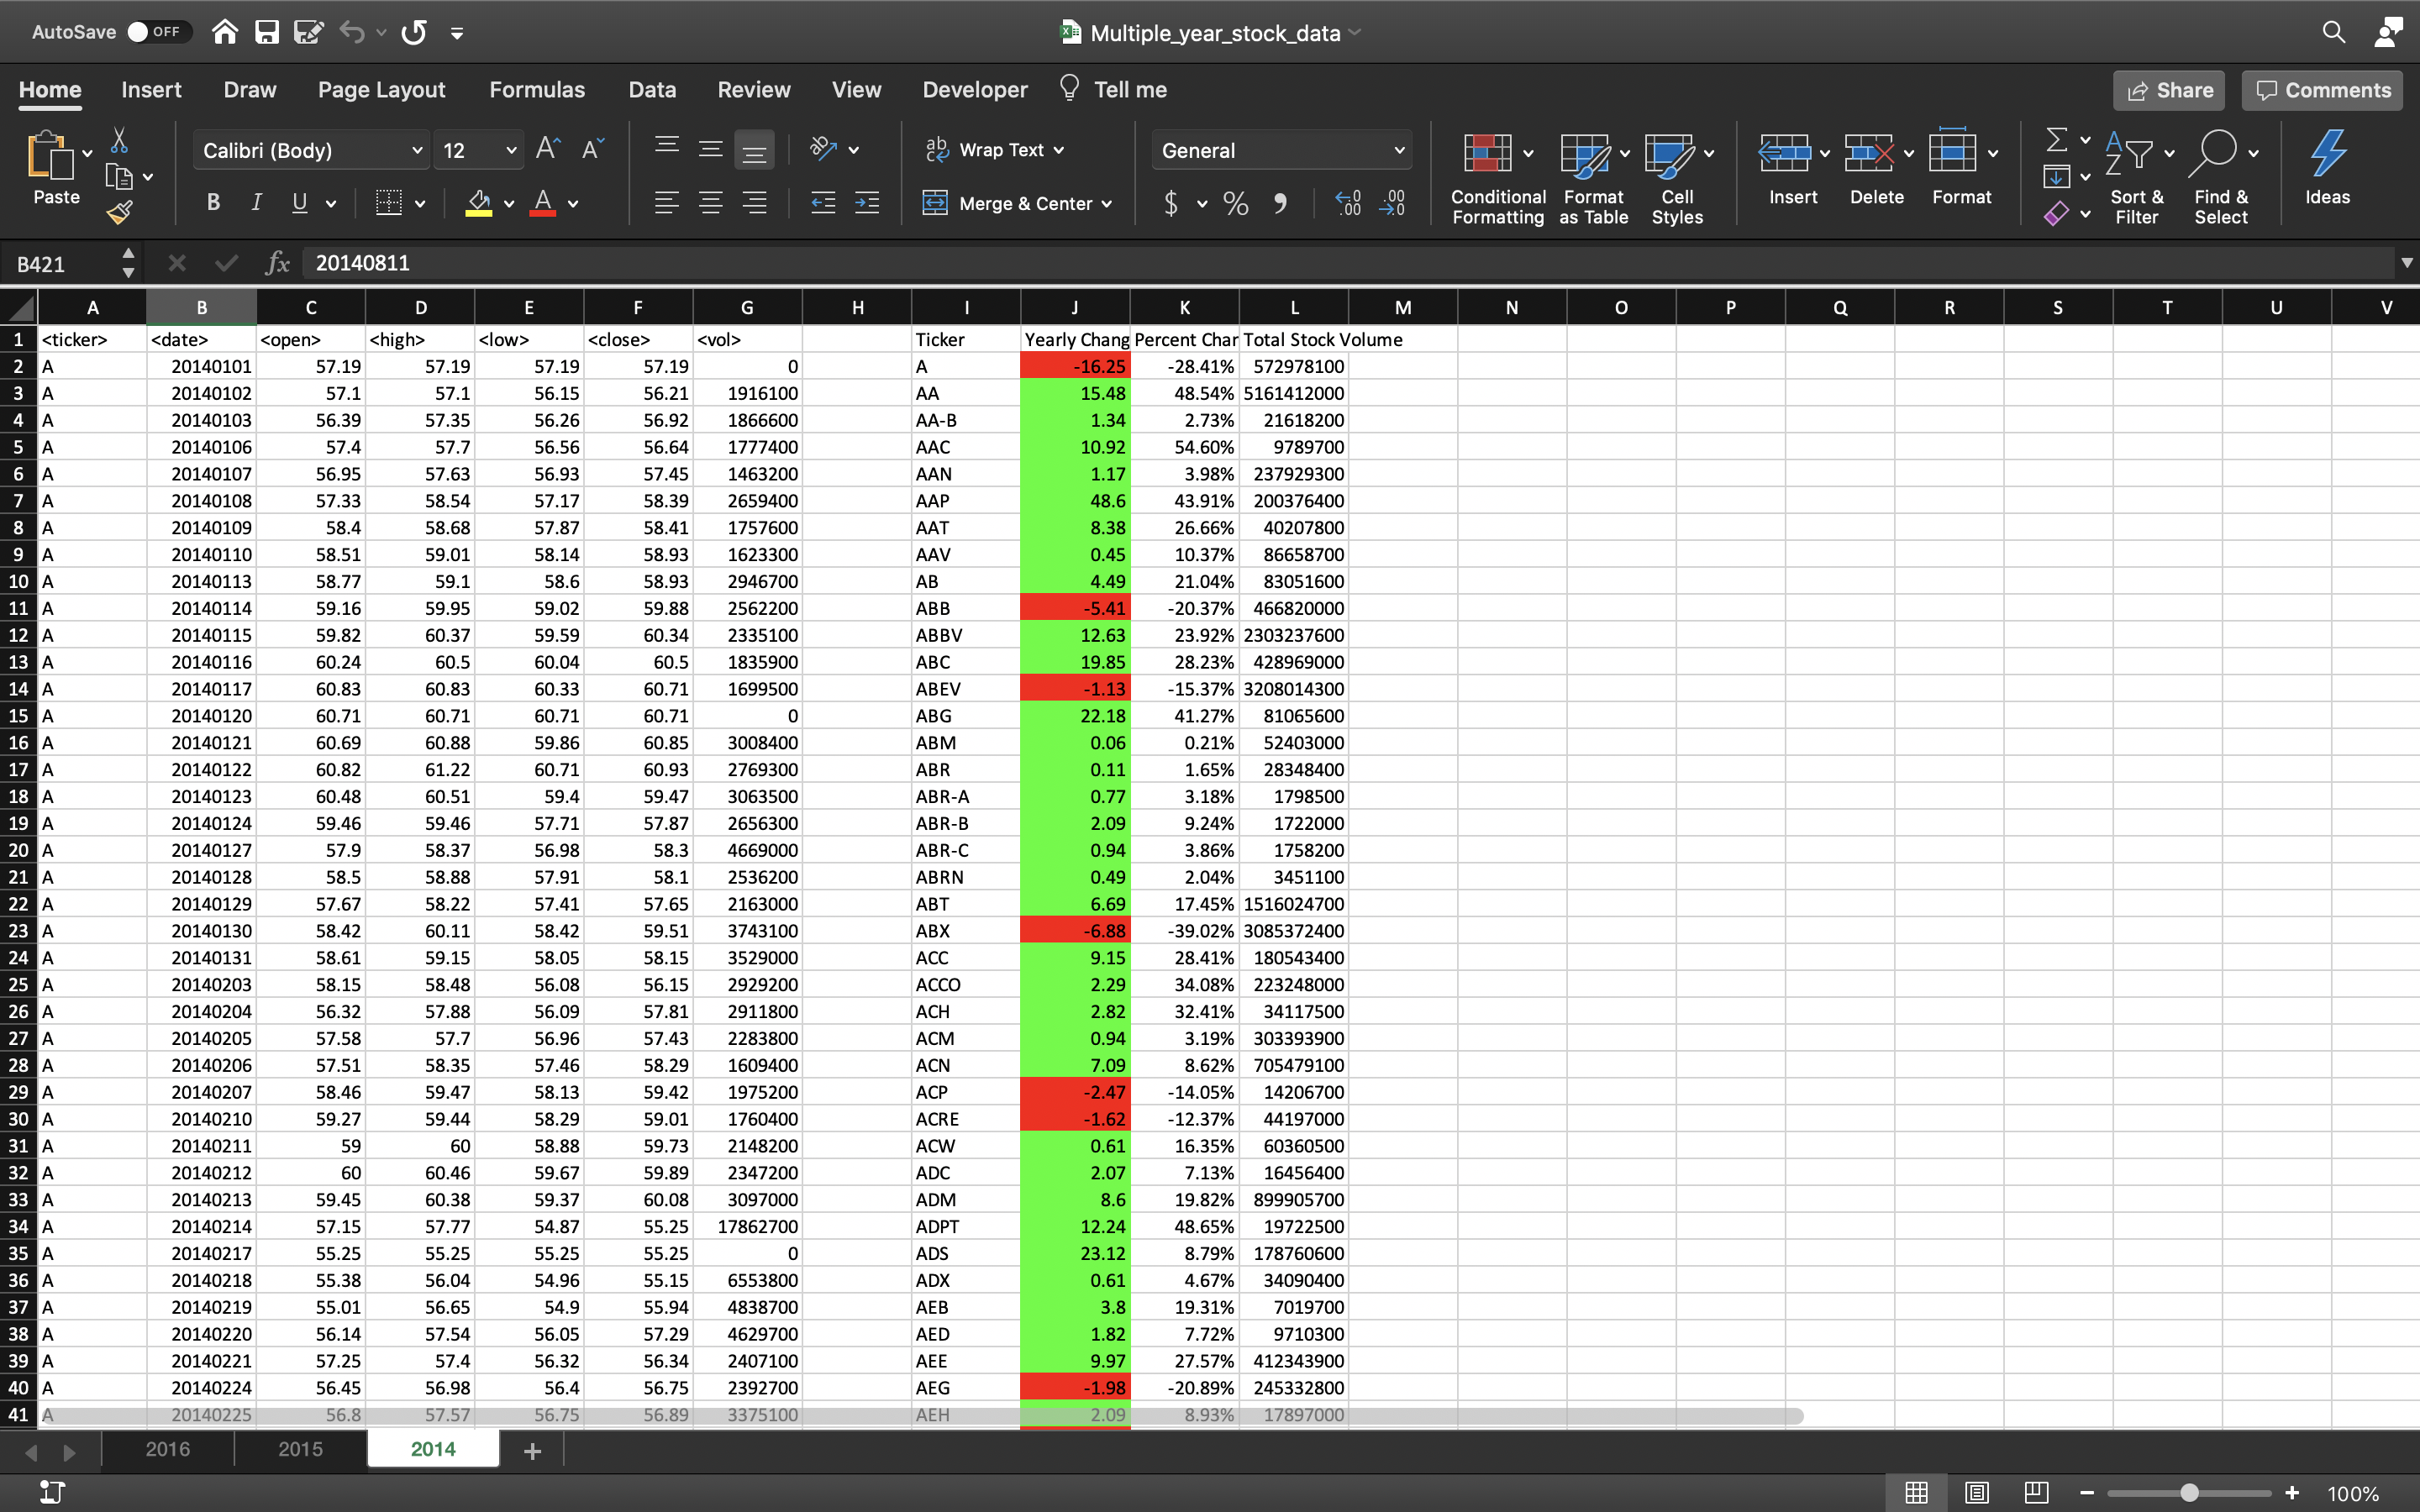 AutoSave OFF Multiple_year_stock_data
Home Insert Draw Page Layout Formulas Data Review View Developer Tell me Share Comments
Paste Calibri (Body) 12 Wrap Text General Conditional Formatting Format as Table Cell Styles Insert Delete Format Sort & Filter Find & Select Ideas
B I U A Merge & Center $ % 9
B421 fx 20140811
A B C D E F G H I J K L M N O P Q R S T U V
1 <ticker> <date> <open> <high> <low> <close> <vol> Ticker Yearly Chang Percent Char Total Stock Volume
2 A 20140101 57.19 57.19 57.19 57.19 0 A -16.25 -28.41% 572978100
3 A 20140102 57.1 57.1 56.15 56.21 1916100 AA 15.48 48.54% 5161412000
4 A 20140103 56.39 57.35 56.26 56.92 1866600 AA-B 1.34 2.73% 21618200
5 A 20140106 57.4 57.7 56.56 56.64 1777400 AAC 10.92 54.60% 9789700
6 A 20140107 56.95 57.63 56.93 57.45 1463200 AAN 1.17 3.98% 237929300
7 A 20140108 57.33 58.54 57.17 58.39 2659400 AAP 48.6 43.91% 200376400
8 A 20140109 58.4 58.68 57.87 58.41 1757600 AAT 8.38 26.66% 40207800
9 A 20140110 58.51 59.01 58.14 58.93 1623300 AAV 0.45 10.37% 86658700
10 A 20140113 58.77 59.1 58.6 58.93 2946700 AB 4.49 21.04% 83051600
11 A 20140114 59.16 59.95 59.02 59.88 2562200 ABB -5.41 -20.37% 466820000
12 A 20140115 59.82 60.37 59.59 60.34 2335100 ABBV 12.63 23.92% 2303237600
13 A 20140116 60.24 60.5 60.04 60.5 1835900 ABC 19.85 28.23% 428969000
14 A 20140117 60.83 60.83 60.33 60.71 1699500 ABEV -1.13 -15.37% 3208014300
15 A 20140120 60.71 60.71 60.71 60.71 0 ABG 22.18 41.27% 81065600
16 A 20140121 60.69 60.88 59.86 60.85 3008400 ABM 0.06 0.21% 52403000
17 A 20140122 60.82 61.22 60.71 60.93 2769300 ABR 0.11 1.65% 28348400
18 A 20140123 60.48 60.51 59.4 59.47 3063500 ABR-A 0.77 3.18% 1798500
19 A 20140124 59.46 59.46 57.71 57.87 2656300 ABR-B 2.09 9.24% 1722000
20 A 20140127 57.9 58.37 56.98 58.3 4669000 ABR-C 0.94 3.86% 1758200
21 A 20140128 58.5 58.88 57.91 58.1 2536200 ABRN 0.49 2.04% 3451100
22 A 20140129 57.67 58.22 57.41 57.65 2163000 ABT 6.69 17.45% 1516024700
23 A 20140130 58.42 60.11 58.42 59.51 3743100 ABX -6.88 -39.02% 3085372400
24 A 20140131 58.61 59.15 58.05 58.15 3529000 ACC 9.15 28.41% 180543400
25 A 20140203 58.15 58.48 56.08 56.15 2929200 ACCO 2.29 34.08% 223248000
26 A 20140204 56.32 57.88 56.09 57.81 2911800 ACH 2.82 32.41% 34117500
27 A 20140205 57.58 57.7 56.96 57.43 2283800 ACM 0.94 3.19% 303393900
28 A 20140206 57.51 58.35 57.46 58.29 1609400 ACN 7.09 8.62% 705479100
29 A 20140207 58.46 59.47 58.13 59.42 1975200 ACP -2.47 -14.05% 14206700
30 A 20140210 59.27 59.44 58.29 59.01 1760400 ACRE -1.62 -12.37% 44197000
31 A 20140211 59 60 58.88 59.73 2148200 ACW 0.61 16.35% 60360500
32 A 20140212 60 60.46 59.67 59.89 2347200 ADC 2.07 7.13% 16456400
33 A 20140213 59.45 60.38 59.37 60.08 3097000 ADM 8.6 19.82% 899905700
34 A 20140214 57.15 57.77 54.87 55.25 17862700 ADPT 12.24 48.65% 19722500
35 A 20140217 55.25 55.25 55.25 55.25 0 ADS 23.12 8.79% 178760600
36 A 20140218 55.38 56.04 54.96 55.15 6553800 ADX 0.61 4.67% 34090400
37 A 20140219 55.01 56.65 54.9 55.94 4838700 AEB 3.8 19.31% 7019700
38 A 20140220 56.14 57.54 56.05 57.29 4629700 AED 1.82 7.72% 9710300
39 A 20140221 57.25 57.4 56.32 56.34 2407100 AEE 9.97 27.57% 412343900
40 A 20140224 56.45 56.98 56.4 56.75 2392700 AEG -1.98 -20.89% 245332800
41 A 20140225 56.8 57.57 56.75 56.89 3375100 AEH 2.09 8.93% 17897000
2016 2015 2014 +
100%